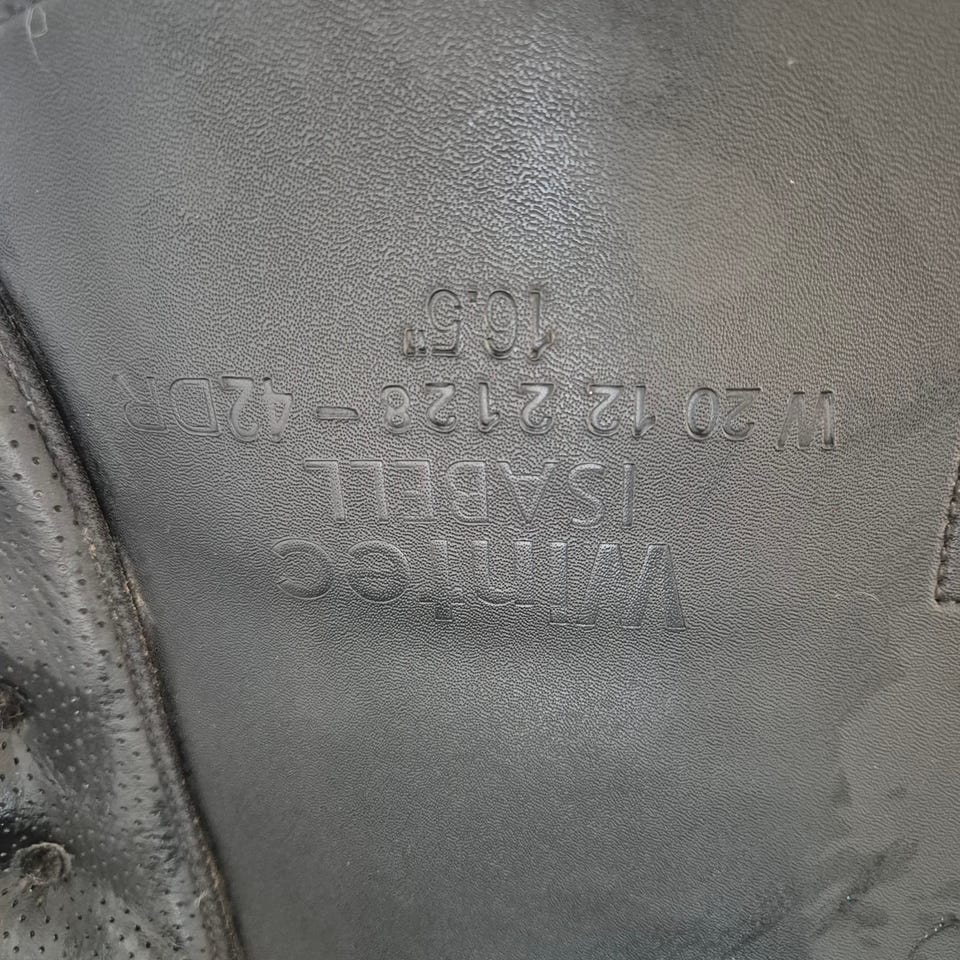 Wintec
ISABELL
W 20 12 2128 - 42DR
16.5"